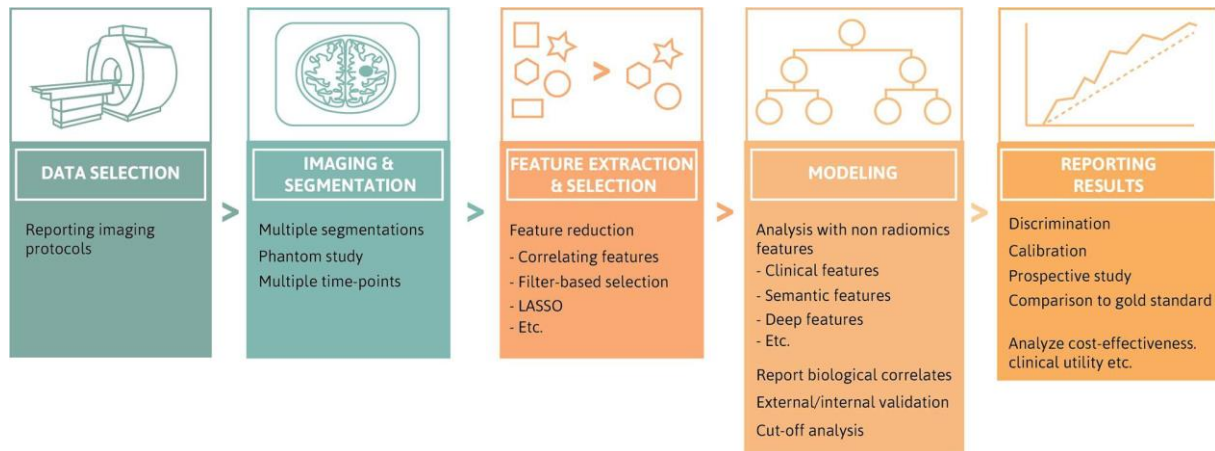 DATA SELECTION
Reporting imaging
protocols
>
IMAGING &
SEGMENTATION
Multiple segmentations
Phantom study
Multiple time-points
>
>
FEATURE EXTRACTION
& SELECTION
Feature reduction
- Correlating features
- Filter-based selection
- LASSO
- Etc.
>
MODELING
Analysis with non radiomics
features
- Clinical features
- Semantic features
- Deep features
- Etc.
Report biological correlates
External/internal validation
Cut-off analysis
>
REPORTING
RESULTS
Discrimination
Calibration
Prospective study
Comparison to gold standard
Analyze cost-effectiveness.
clinical utility etc.